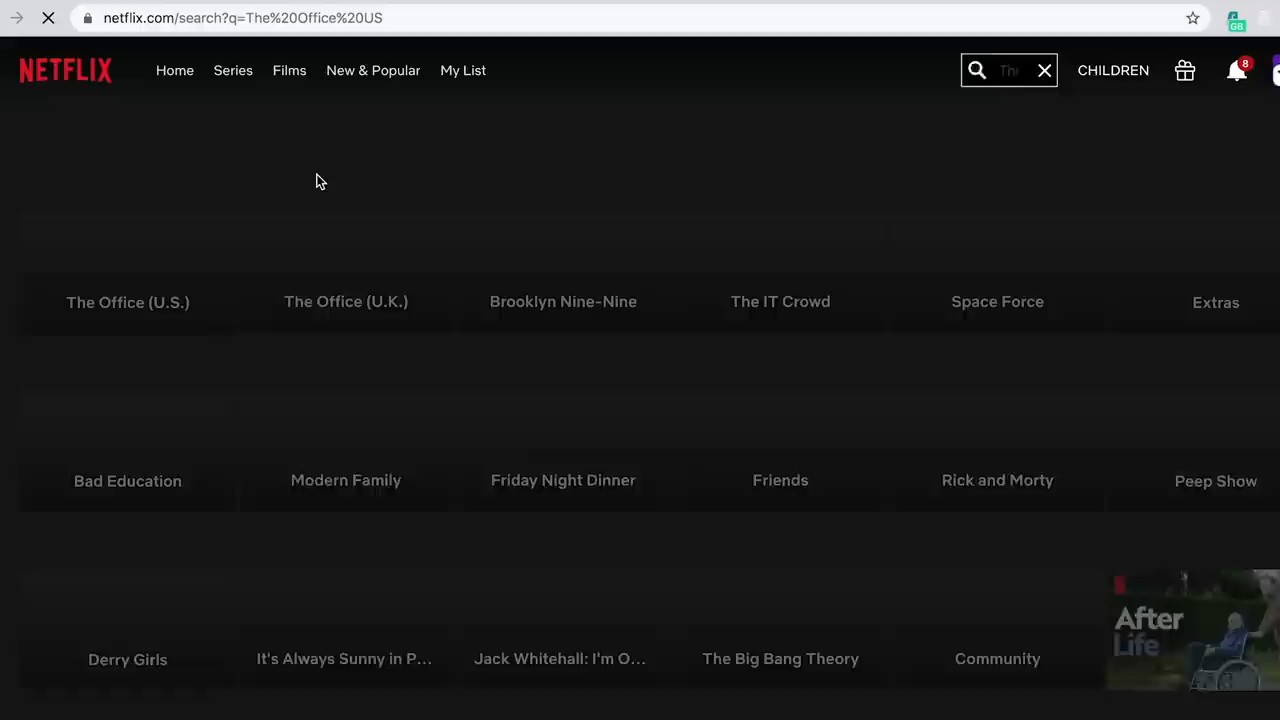 netflix.com/search?q=The%20Office%20US
GB
NETFLIX Home Series Films New & Popular My List CHILDREN 8
The Office (U.S.) The Office (U.K.) Brooklyn Nine-Nine The IT Crowd Space Force Extras
Bad Education Modern Family Friday Night Dinner Friends Rick and Morty Peep Show
After
Life
Derry Girls It's Always Sunny in P... Jack Whitehall: I'm O... The Big Bang Theory Community